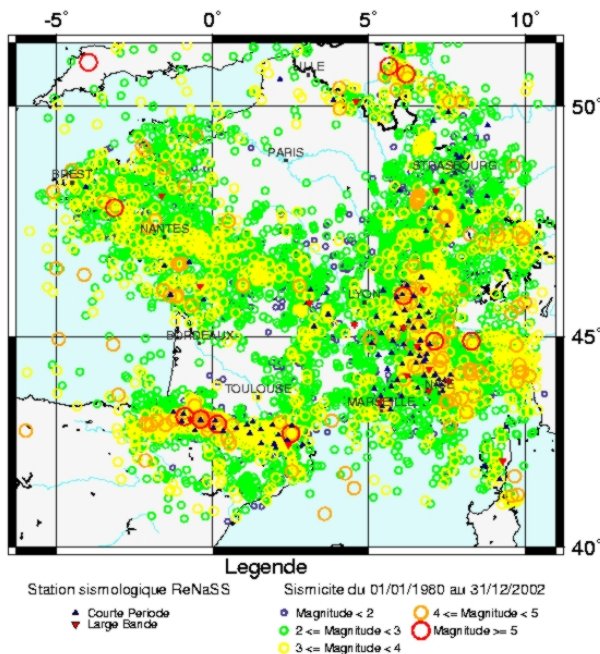 -5° 0° 5° 10°
LILLE
50°
PARIS
STRASBOURG
BREST
NANTES
LYON
45°
BORDEAUX
TOULOUSE
NICE
MARSEILLE
40°
Legende
Station sismologique ReNaSS
Courte Periode
Large Bande
Sismicite du 01/01/1980 au 31/12/2002
Magnitude < 2
2 <= Magnitude < 3
3 <= Magnitude < 4
4 <= Magnitude < 5
Magnitude >= 5